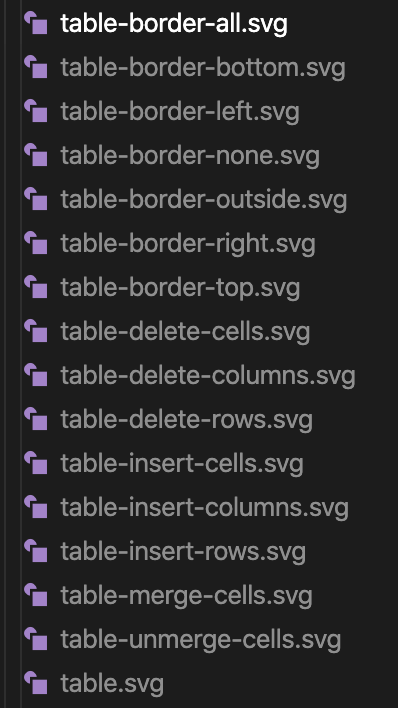 table-border-all.svg
table-border-bottom.svg
table-border-left.svg
table-border-none.svg
table-border-outside.svg
table-border-right.svg
table-border-top.svg
table-delete-cells.svg
table-delete-columns.svg
table-delete-rows.svg
table-insert-cells.svg
table-insert-columns.svg
table-insert-rows.svg
table-merge-cells.svg
table-unmerge-cells.svg
table.svg